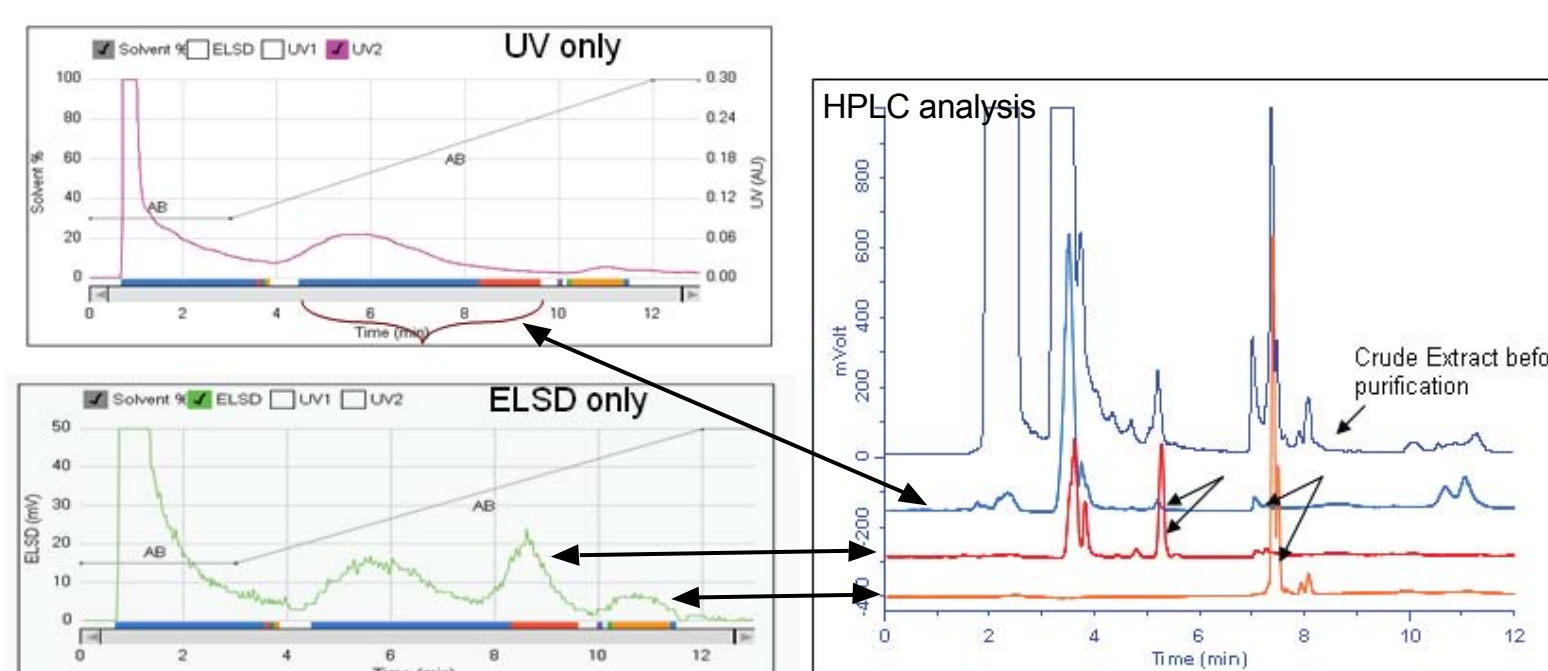 UV only
Solvent % ELSD UV1 UV2
100 0.30
80 0.24
60 0.18
40 0.12
20 0.06
0 0.00
Solvent %
UV (AU)
AB
AB
0 2 4 6 8 10 12
Time (min)
ELSD only
Solvent % ELSD UV1 UV2
50
40
30
20
10
0
ELSD (mV)
AB
AB
0 2 4 6 8 10 12
HPLC analysis
800
600
400
200
0
-200
mVolt
Crude Extract befo
purification
0 2 4 6 8 10 12
Time (min)